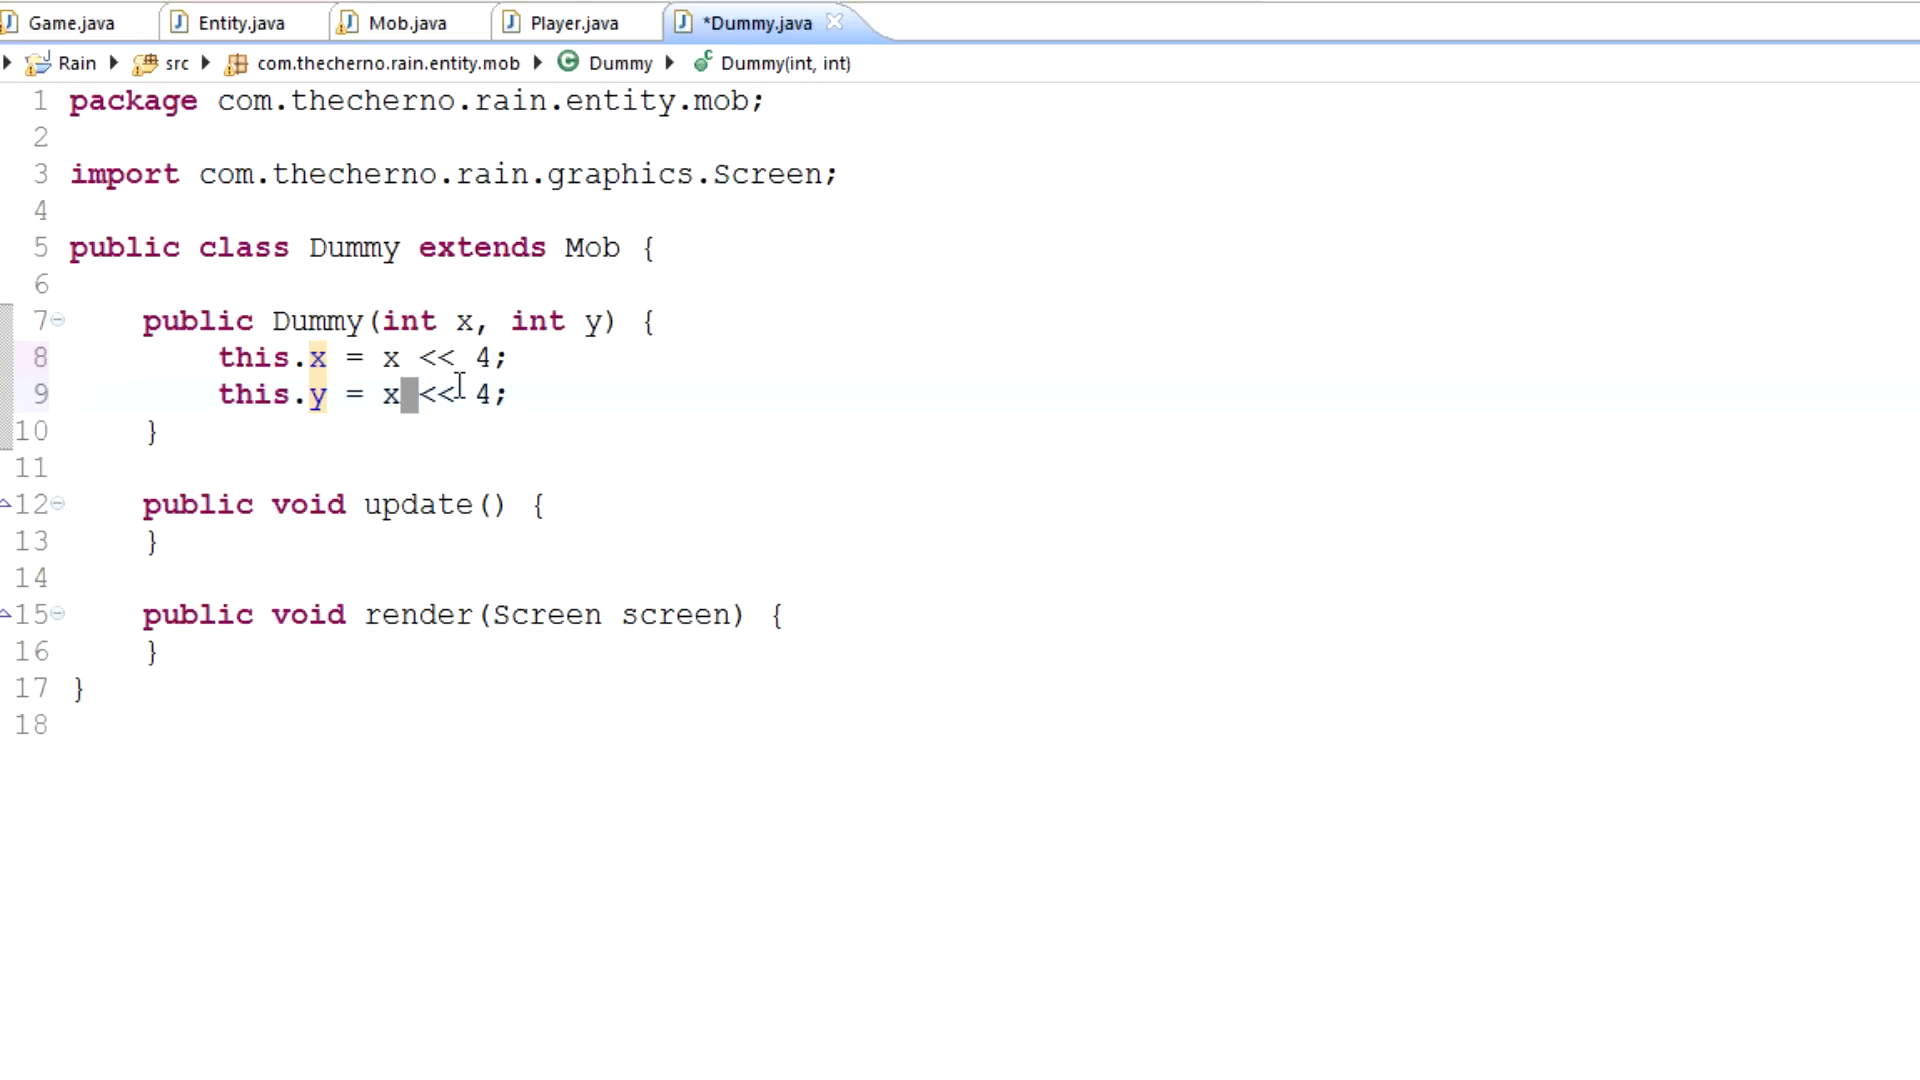 Game.java Entity.java Mob.java Player.java *Dummy.java
Rain src com.thecherno.rain.entity.mob Dummy Dummy(int, int)
1 package com.thecherno.rain.entity.mob;
2
3 import com.thecherno.rain.graphics.Screen;
4
5 public class Dummy extends Mob {
6
7 public Dummy(int x, int y) {
8 this.x = x << 4;
9 this.y = x << 4;
10 }
11
12 public void update() {
13 }
14
15 public void render(Screen screen) {
16 }
17 }
18